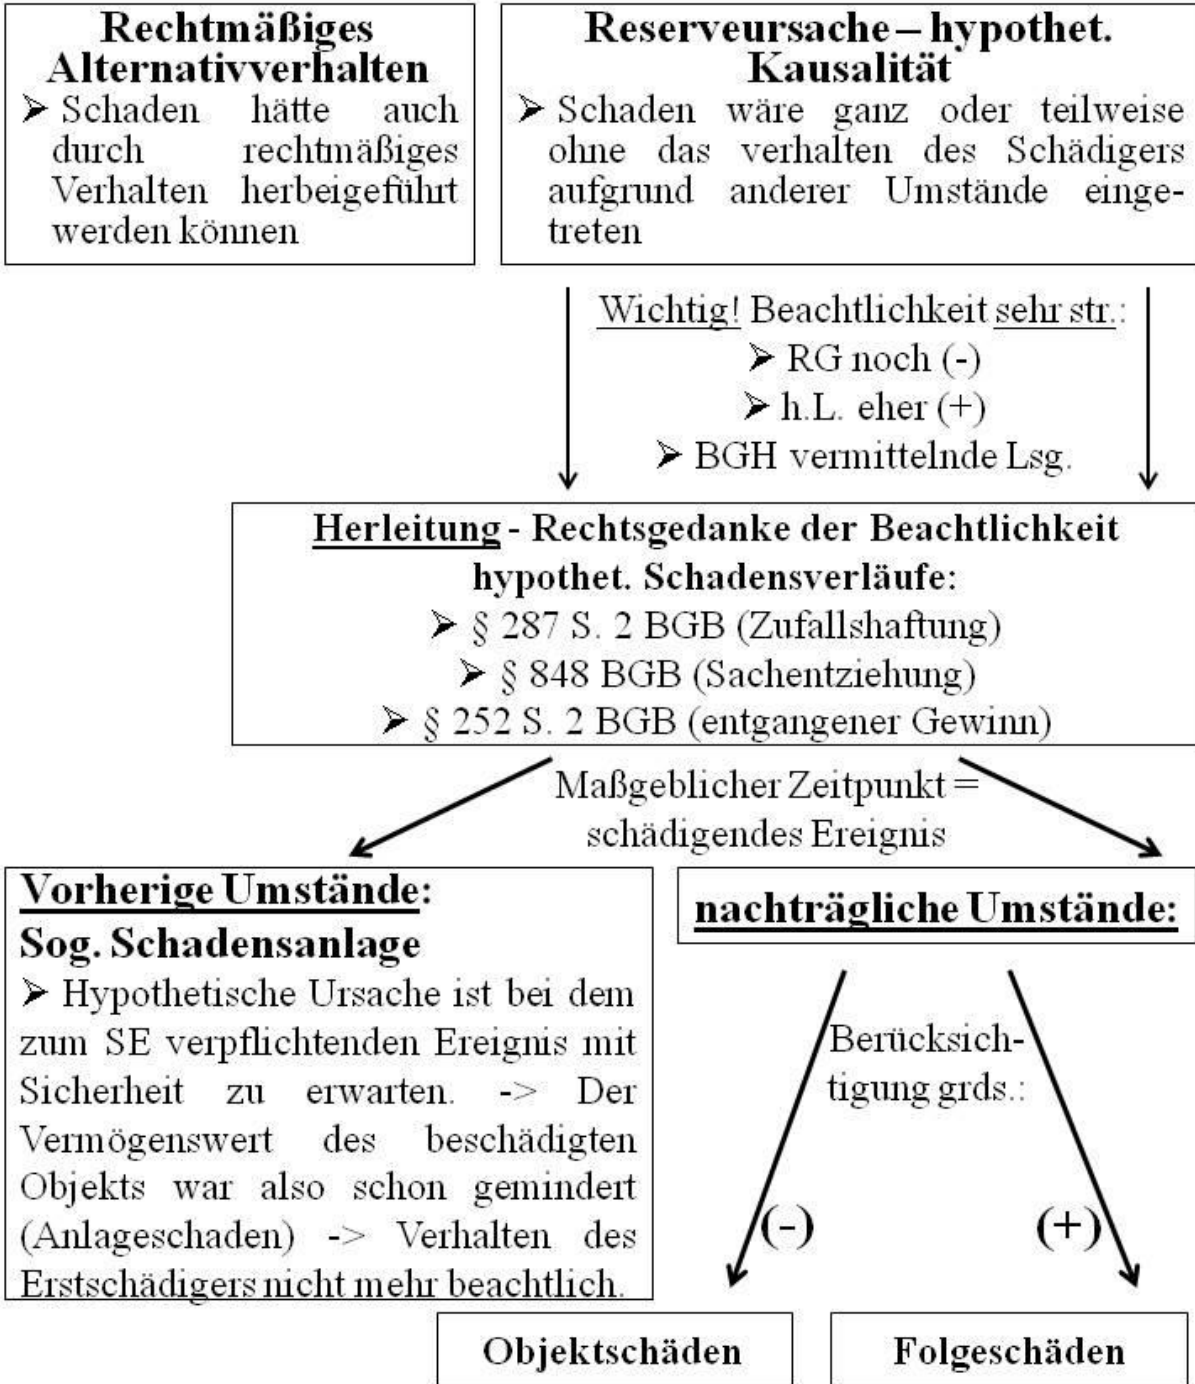 Rechtmäßiges
Alternativverhalten
➤ Schaden hätte auch
durch rechtmäßiges
Verhalten herbeigeführt
werden können
Reserveursache – hypothet.
Kausalität
➤ Schaden wäre ganz oder teilweise
ohne das verhalten des Schädigers
aufgrund anderer Umstände einge-
treten
Wichtig! Beachtlichkeit sehr str.:
➤ RG noch (-)
➤ h.L. eher (+)
➤ BGH vermittelnde Lsg.
Herleitung - Rechtsgedanke der Beachtlichkeit
hypothet. Schadensverläufe:
➤ § 287 S. 2 BGB (Zufallshaftung)
➤ § 848 BGB (Sachentziehung)
➤ § 252 S. 2 BGB (entgangener Gewinn)
Maßgeblicher Zeitpunkt =
schädigendes Ereignis
Vorherige Umstände:
Sog. Schadensanlage
➤ Hypothetische Ursache ist bei dem
zum SE verpflichtenden Ereignis mit
Sicherheit zu erwarten. -> Der
Vermögenswert des beschädigten
Objekts war also schon gemindert
(Anlageschaden) -> Verhalten des
Erstschädigers nicht mehr beachtlich.
nachträgliche Umstände:
Berücksich-
tigung grds.:
(-)
(+)
Objektschäden
Folgeschäden